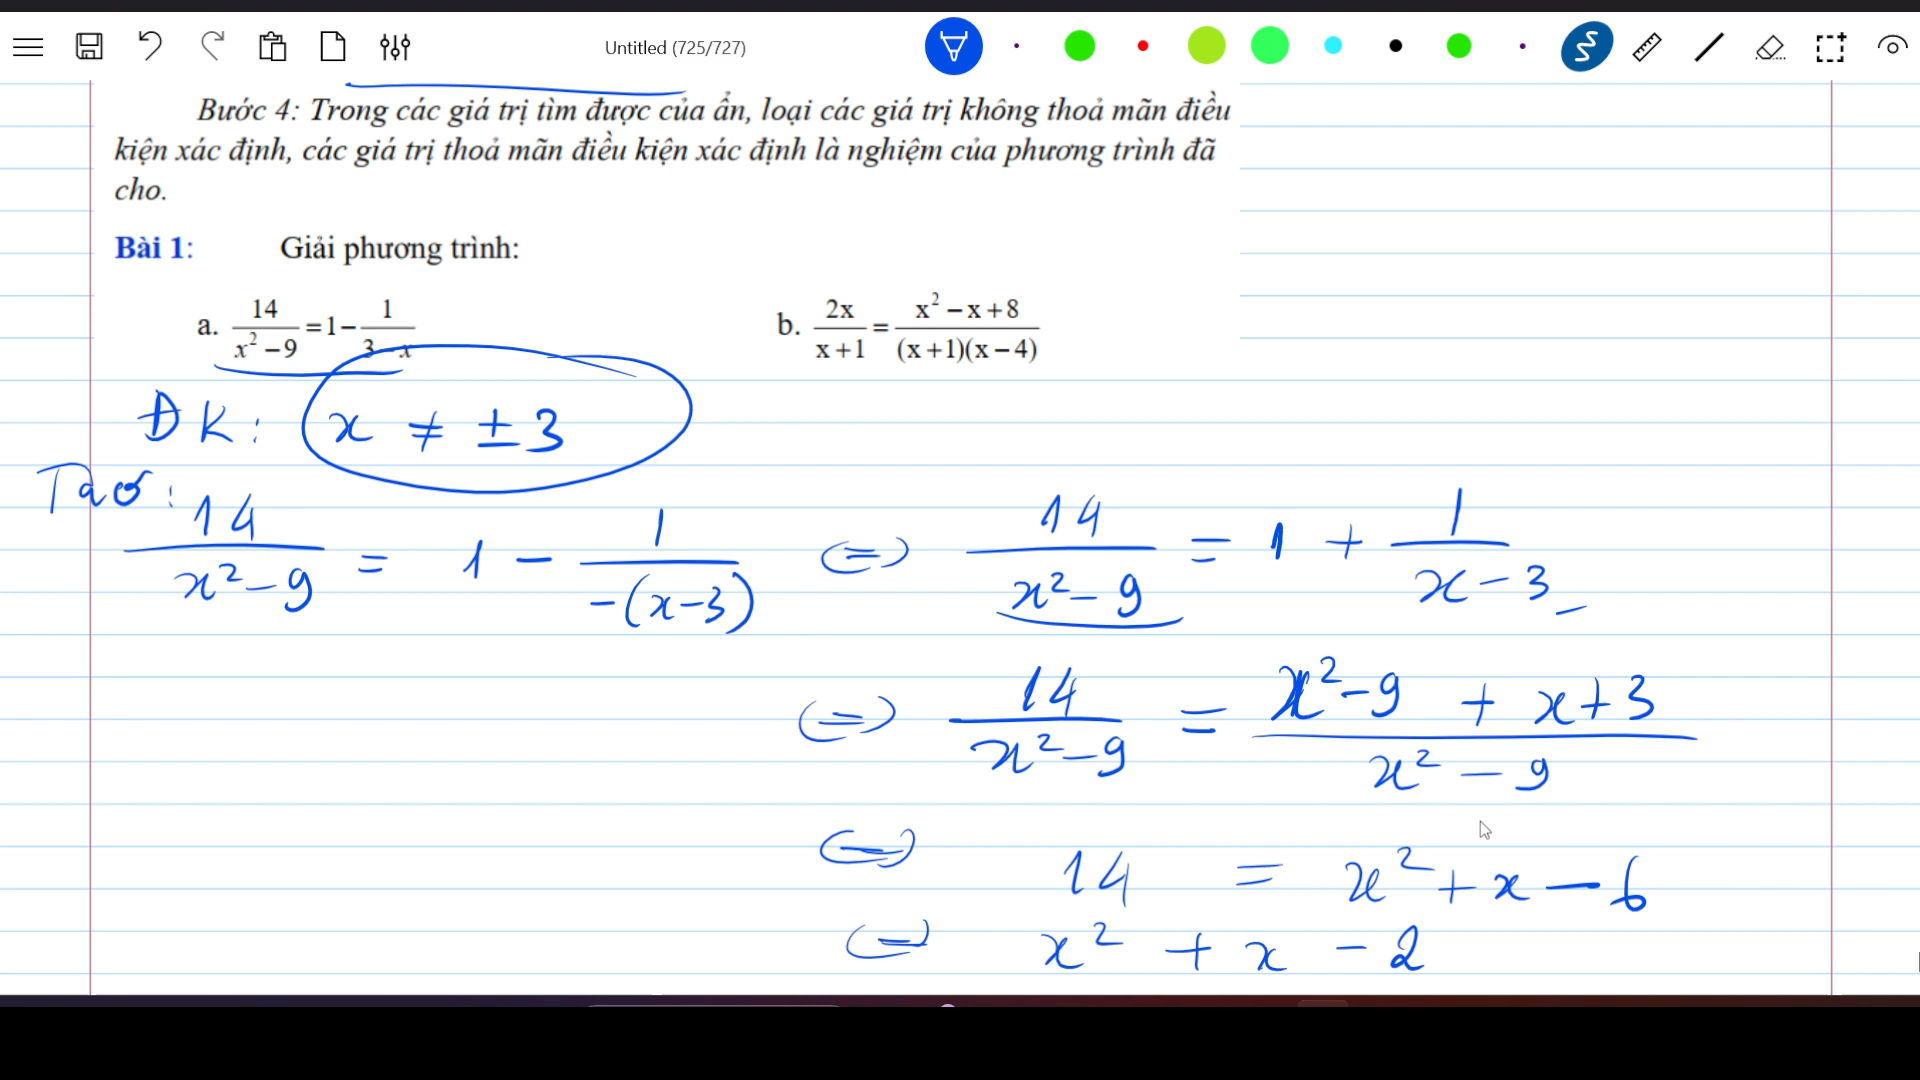 Untitled (725/727)
Bước 4: Trong các giá trị tìm được của ẩn, loại các giá trị không thoả mãn điều
kiện xác định, các giá trị thoả mãn điều kiện xác định là nghiệm của phương trình đã
cho.
Bài 1: Giải phương trình:
a. 14/(x² − 9) = 1 − 1/(3 − x) b. 2x/(x+1) = (x² − x + 8)/((x+1)(x − 4))
ĐK: x ≠ ±3
Ta có: 14/(x² − 9) = 1 − 1/(−(x−3)) (=) 14/(x² − 9) = 1 + 1/(x − 3)
(=) 14/(x² − 9) = (x² − 9 + x + 3)/(x² − 9)
(=) 14 = x² + x − 6
(=) x² + x − 2